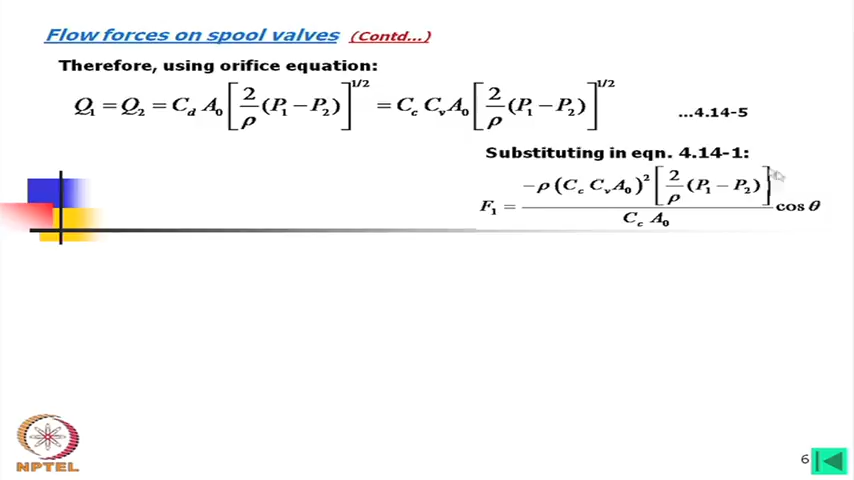 Flow forces on spool valves (Contd...)
Therefore, using orifice equation:
Q₁ = Q₂ = C_d A₀ [2/ρ (P₁ − P₂)]^{1/2} = C_c C_v A₀ [2/ρ (P₁ − P₂)]^{1/2} ...4.14-5
Substituting in eqn. 4.14-1:
F₁ = −ρ (C_c C_v A₀)² [2/ρ (P₁ − P₂)] / C_c A₀ cos θ
NPTEL
6